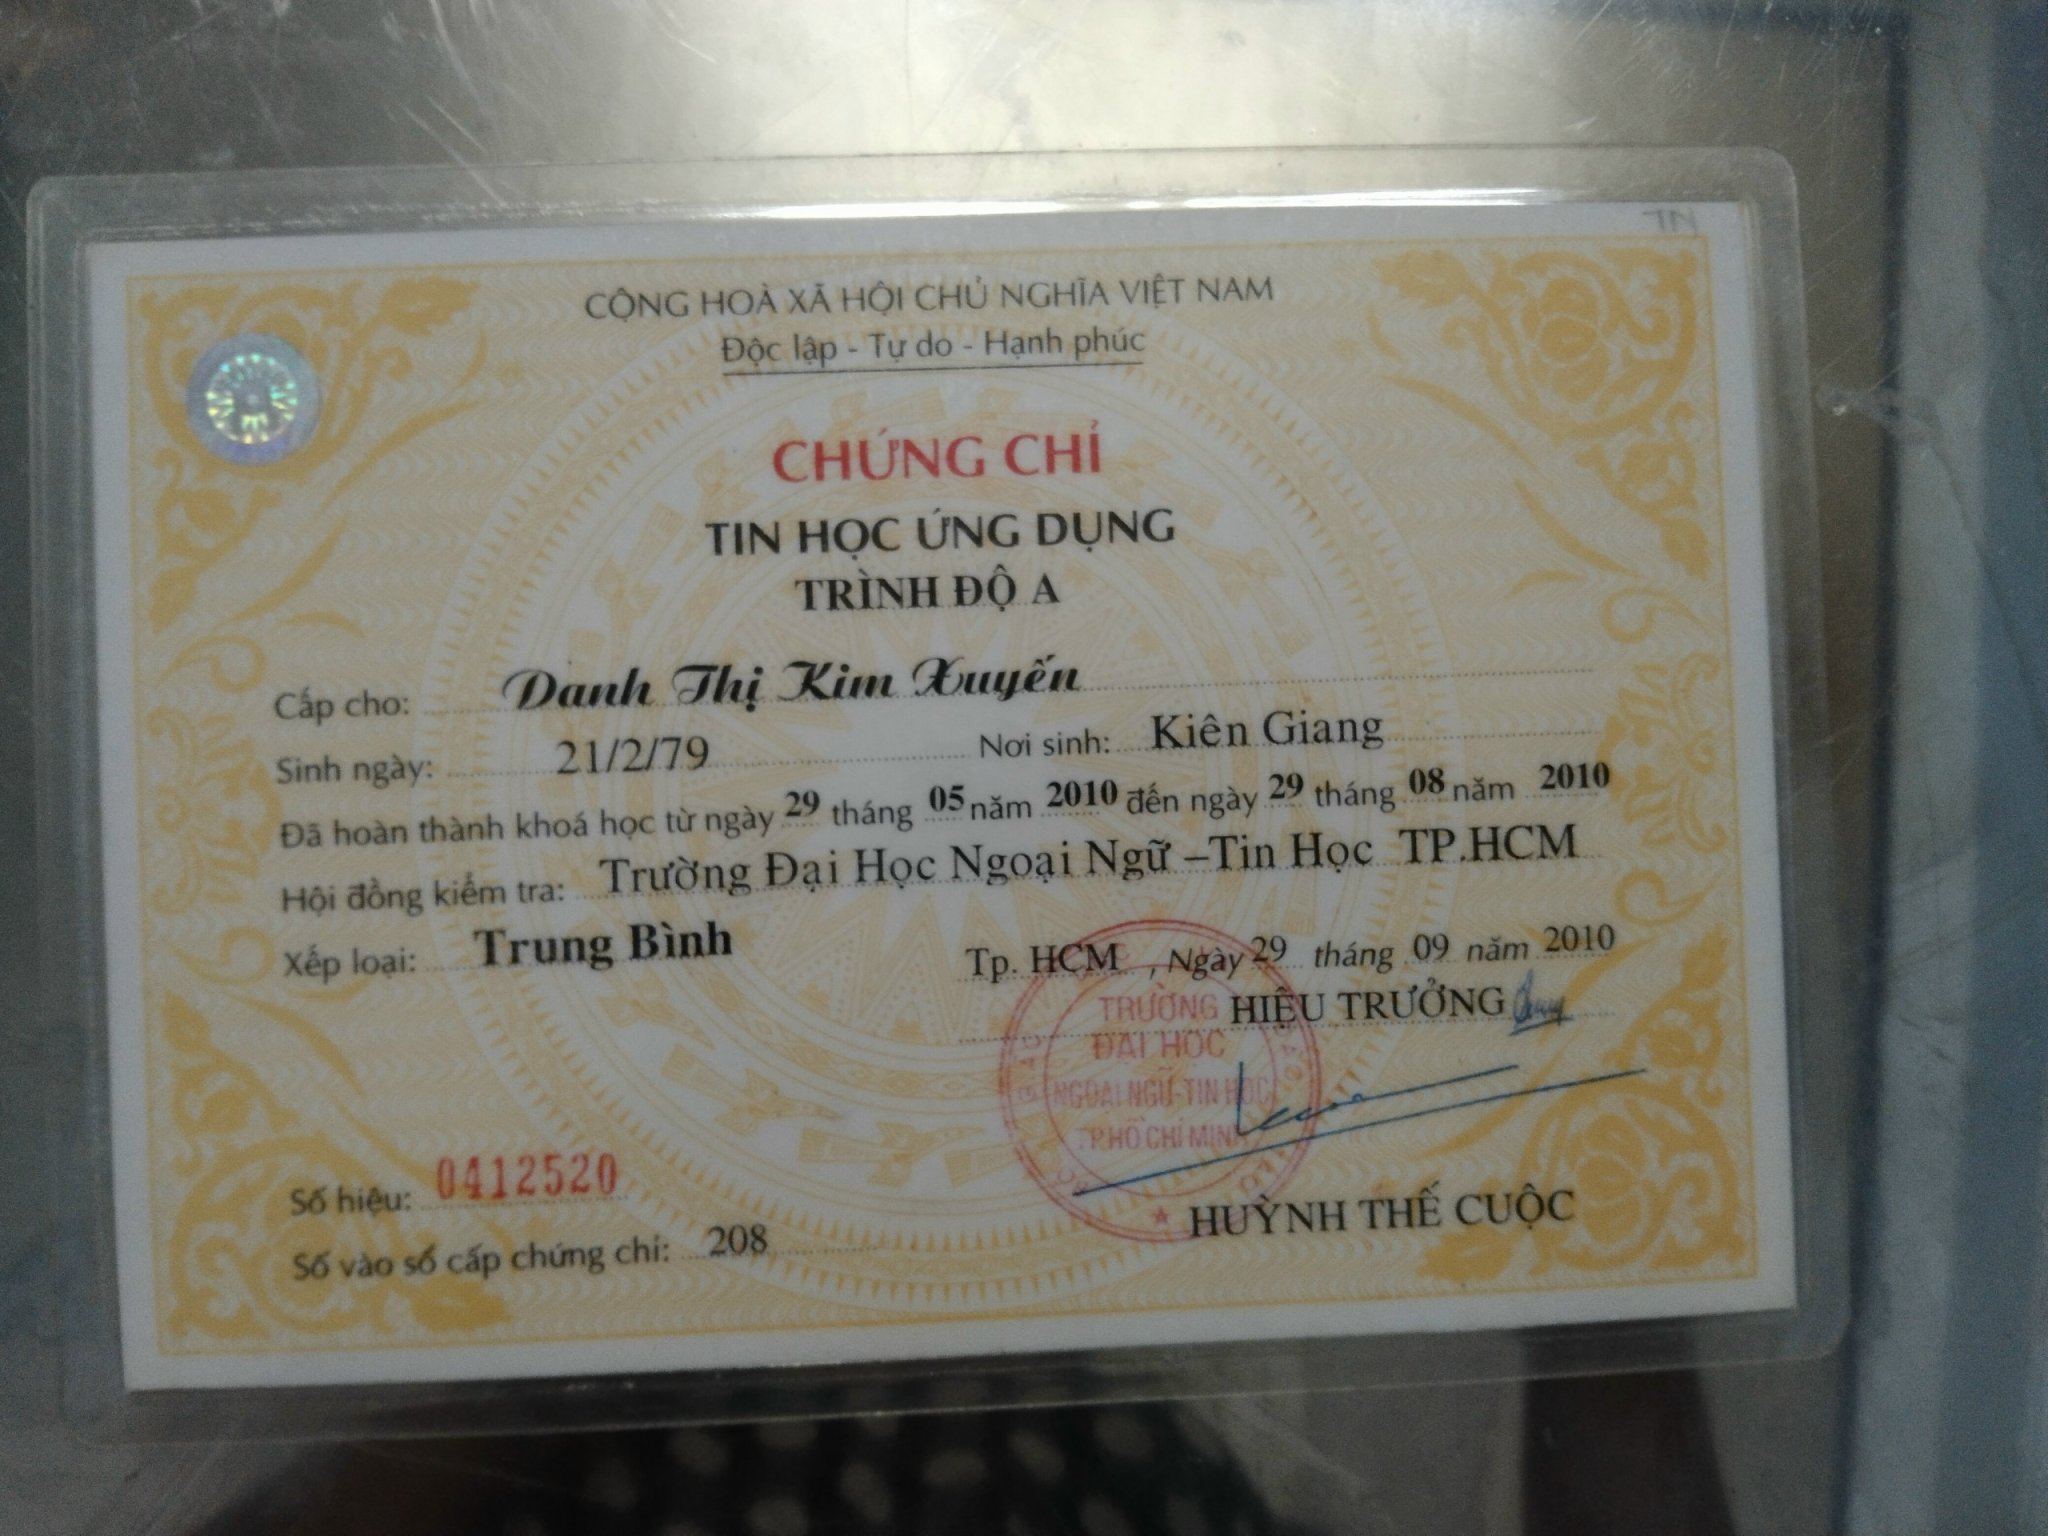 CỘNG HOÀ XÃ HỘI CHỦ NGHĨA VIỆT NAM
Độc lập - Tự do - Hạnh phúc
CHỨNG CHỈ
TIN HỌC ỨNG DỤNG
TRÌNH ĐỘ A
Cấp cho: Danh Thị Kim Xuyến
Sinh ngày: 21/2/79 Nơi sinh: Kiên Giang
Đã hoàn thành khoá học từ ngày 29 tháng 05 năm 2010 đến ngày 29 tháng 08 năm 2010
Hội đồng kiểm tra: Trường Đại Học Ngoại Ngữ –Tin Học TP.HCM
Xếp loại: Trung Bình
Tp. HCM , Ngày 29 tháng 09 năm 2010
HIỆU TRƯỞNG
TRƯỜNG
ĐẠI HỌC
NGOẠI NGỮ-TIN HỌC
TP.HỒ CHÍ MINH
HUỲNH THẾ CUỘC
Số hiệu: 0412520
Số vào sổ cấp chứng chỉ: 208